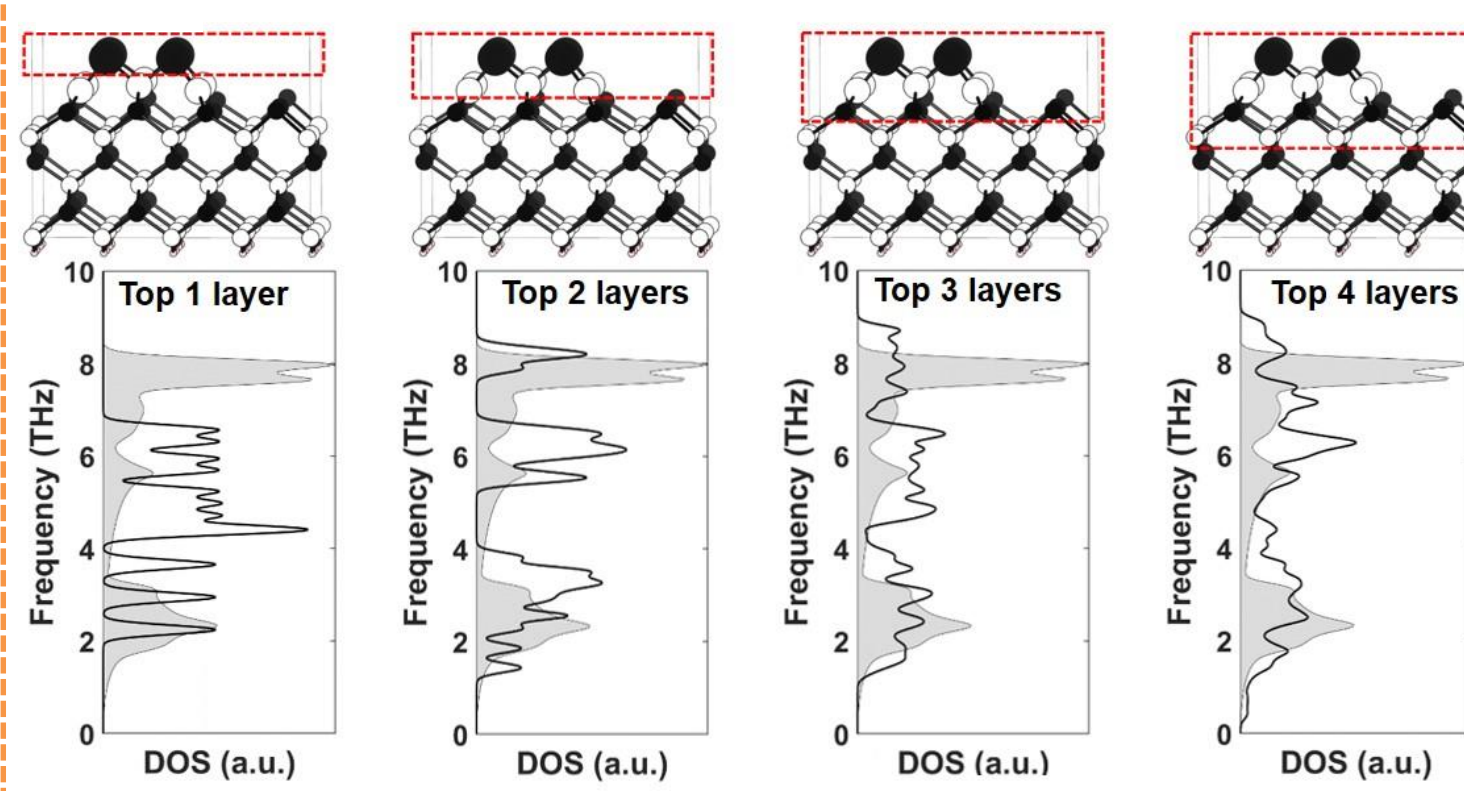 Top 1 layer
10
8
6
4
2
0
Frequency (THz)
DOS (a.u.)
Top 2 layers
10
8
6
4
2
0
Frequency (THz)
DOS (a.u.)
Top 3 layers
10
8
6
4
2
0
Frequency (THz)
DOS (a.u.)
Top 4 layers
10
8
6
4
2
0
Frequency (THz)
DOS (a.u.)